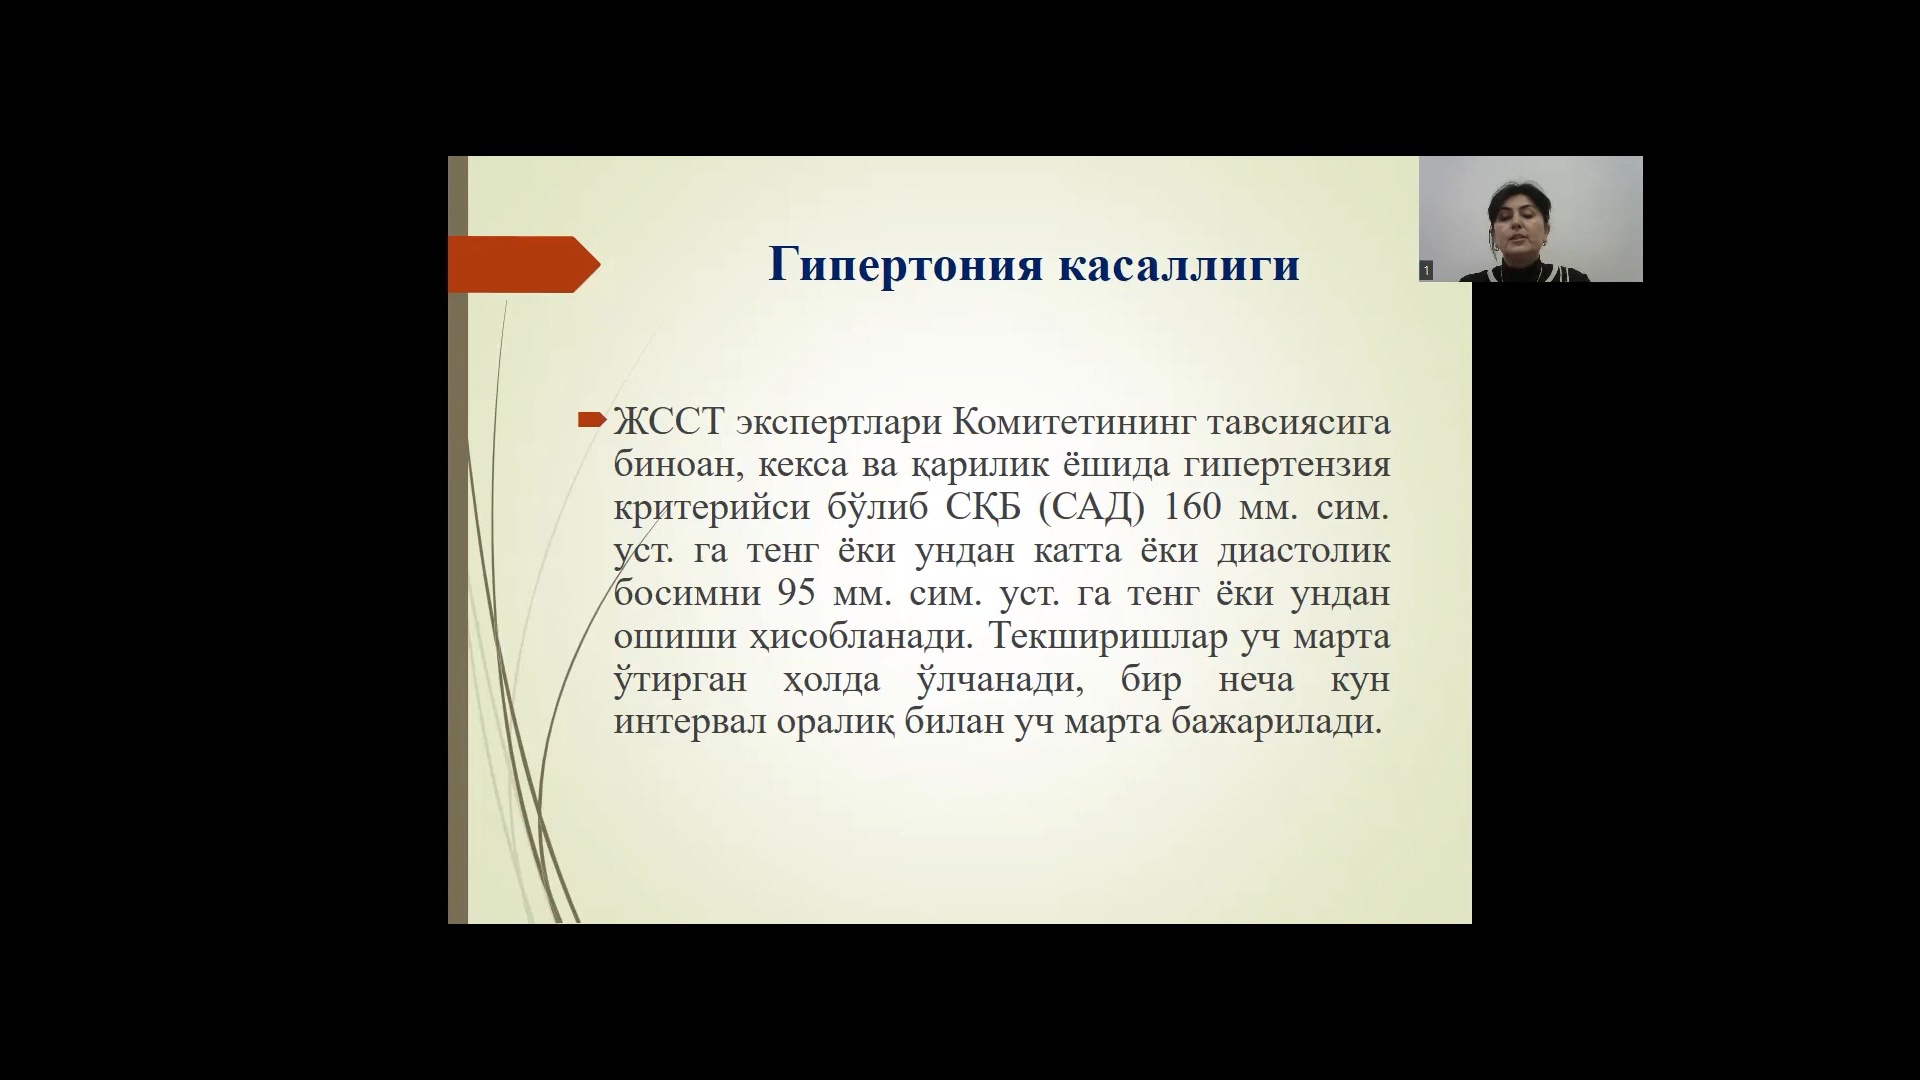 Гипертония касаллиги
ЖССТ экспертлари Комитетининг тавсиясига
биноан, кекса ва қарилик ёшида гипертензия
критерийси бўлиб СҚБ (САД) 160 мм. сим.
уст. га тенг ёки ундан катта ёки диастолик
босимни 95 мм. сим. уст. га тенг ёки ундан
ошиши ҳисобланади. Текширишлар уч марта
ўтирган ҳолда ўлчанади, бир неча кун
интервал оралиқ билан уч марта бажарилади.
1